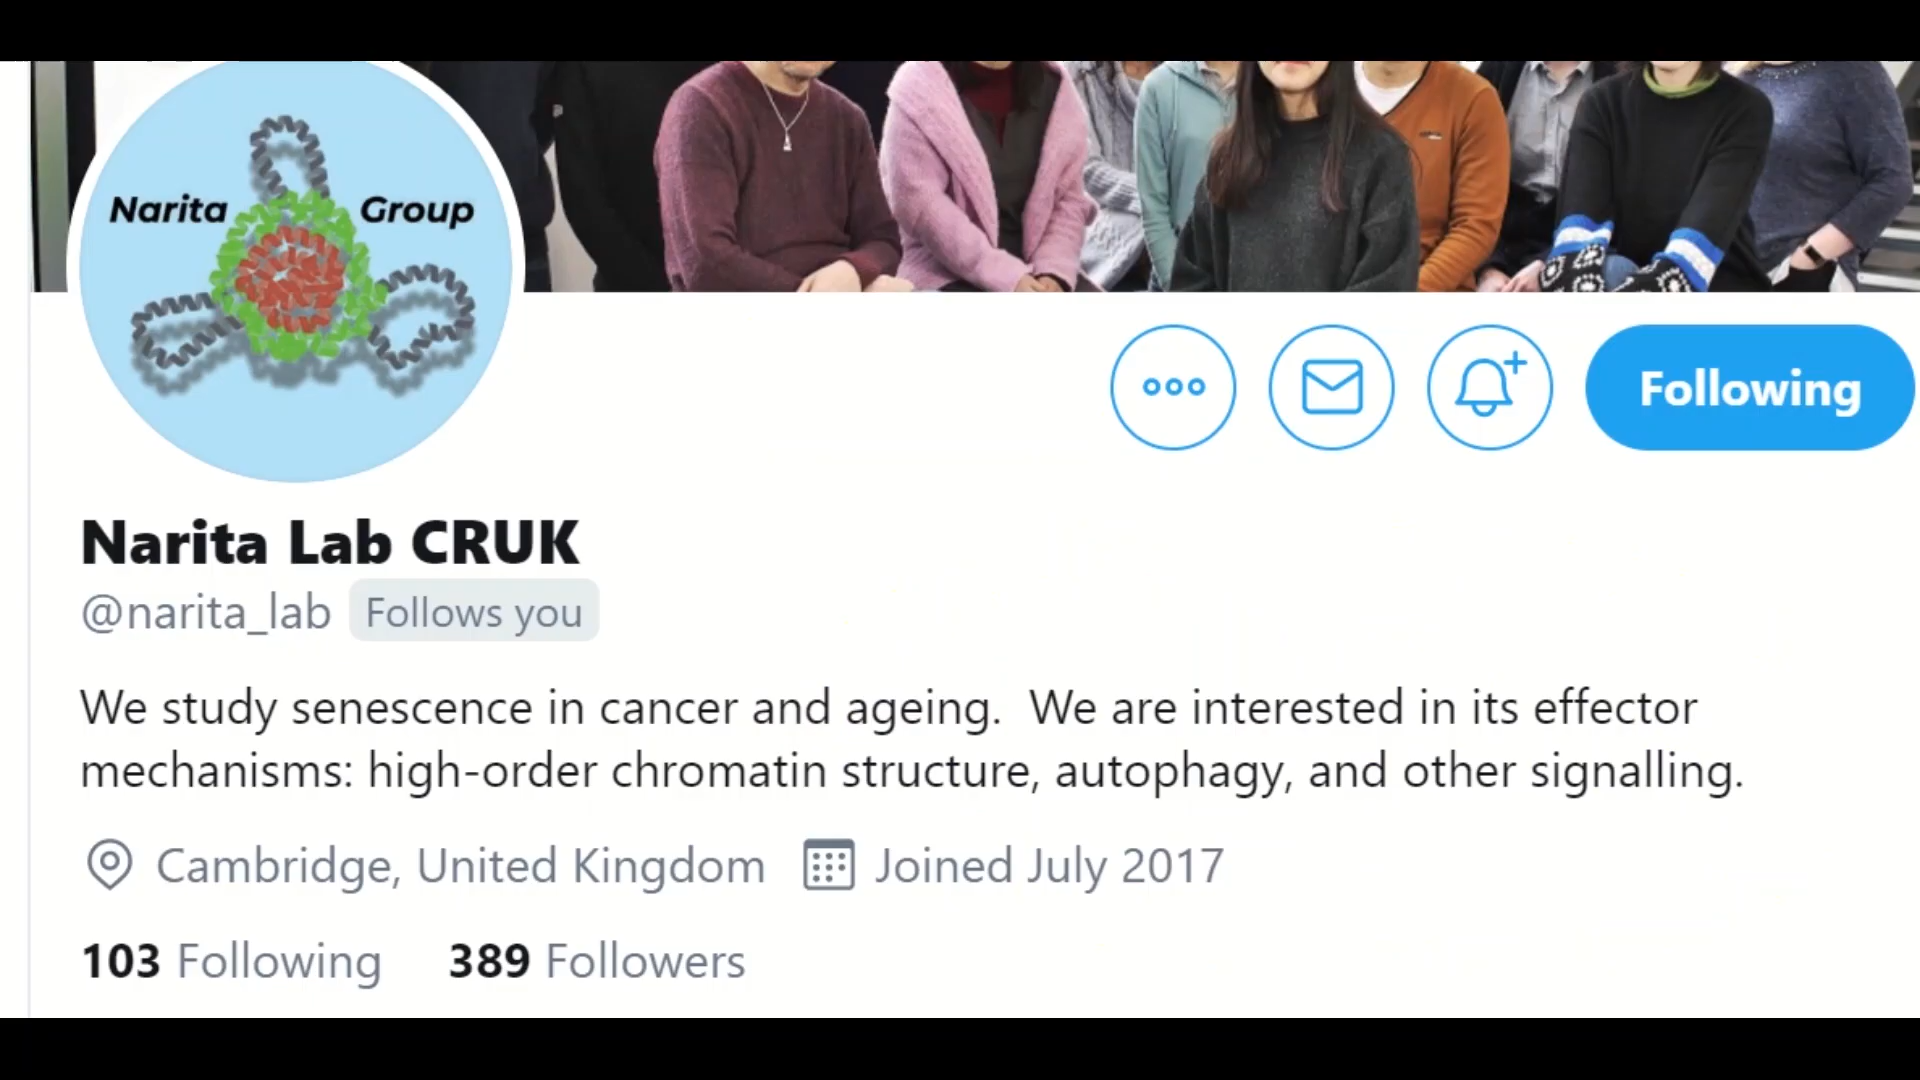 Narita Group
Following
Narita Lab CRUK
@narita_lab Follows you
We study senescence in cancer and ageing.  We are interested in its effector
mechanisms: high-order chromatin structure, autophagy, and other signalling.
Cambridge, United Kingdom Joined July 2017
103 Following 389 Followers